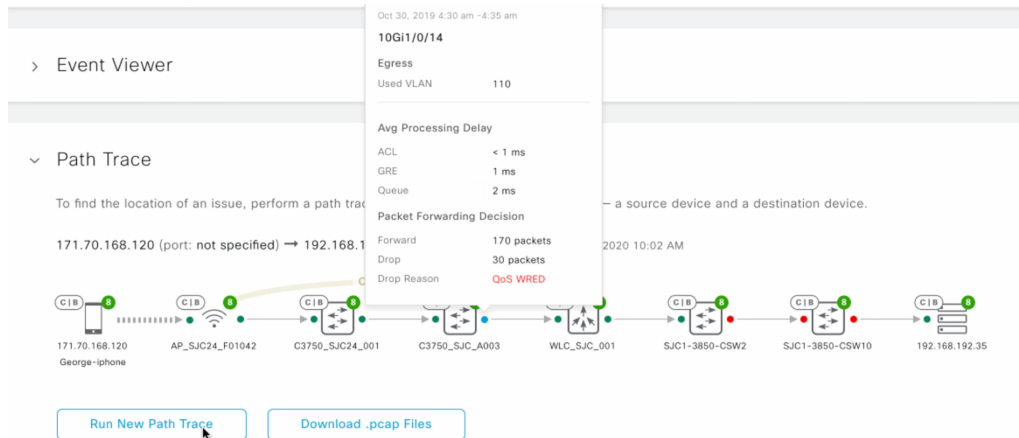 Oct 30, 2019 4:30 am -4:35 am
10Gi1/0/14
Egress
Used VLAN 110
Event Viewer
Avg Processing Delay
ACL < 1 ms
GRE 1 ms
Queue 2 ms
Packet Forwarding Decision
Forward 170 packets
Drop 30 packets
Drop Reason QoS WRED
Path Trace
To find the location of an issue, perform a path — a source device and a destination device.
171.70.168.120 (port: not specified) → 192.168.1 2020 10:02 AM
C|B 8 C|B 8 C|B 8 8 C|B 8 C|B 8 C|B 8
171.70.168.120 AP_SJC24_F01042 C3750_SJC24_001 C3750_SJC_A003 WLC_SJC_001 SJC1-3850-CSW2 SJC1-3850-CSW10 192.168.192.35
George-iphone
Run New Path Trace Download .pcap Files